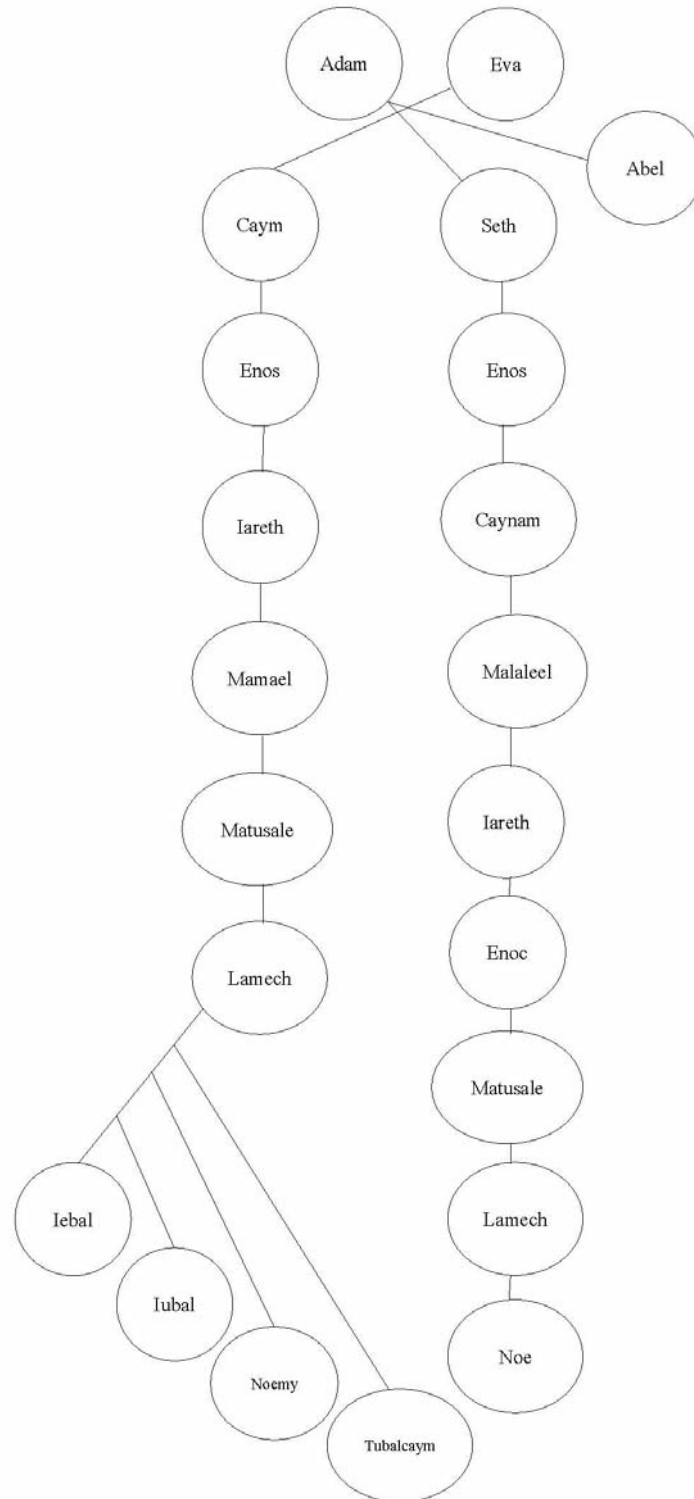 Adam
Eva
Abel
Caym
Seth
Enos
Enos
Iareth
Caynam
Mamael
Malaleel
Matusale
Iareth
Lamech
Enoc
Matusale
Iebal
Lamech
Iubal
Noe
Noemy
Tubalcaym